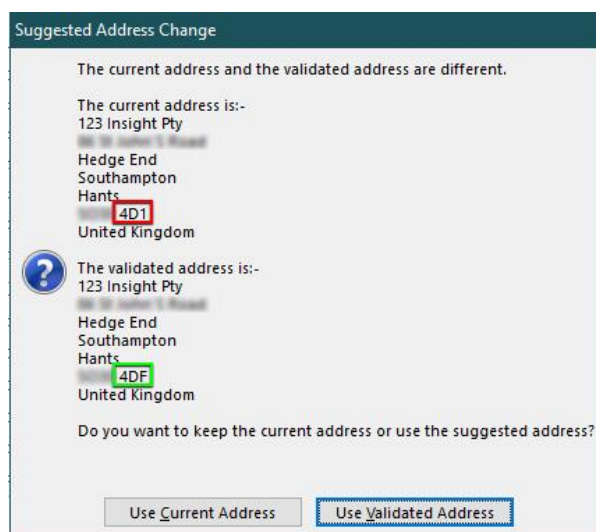 Suggested Address Change
The current address and the validated address are different.
The current address is:-
123 Insight Pty
Hedge End
Southampton
Hants
4D1
United Kingdom
The validated address is:-
123 Insight Pty
Hedge End
Southampton
Hants
4DF
United Kingdom
Do you want to keep the current address or use the suggested address?
Use Current Address
Use Validated Address